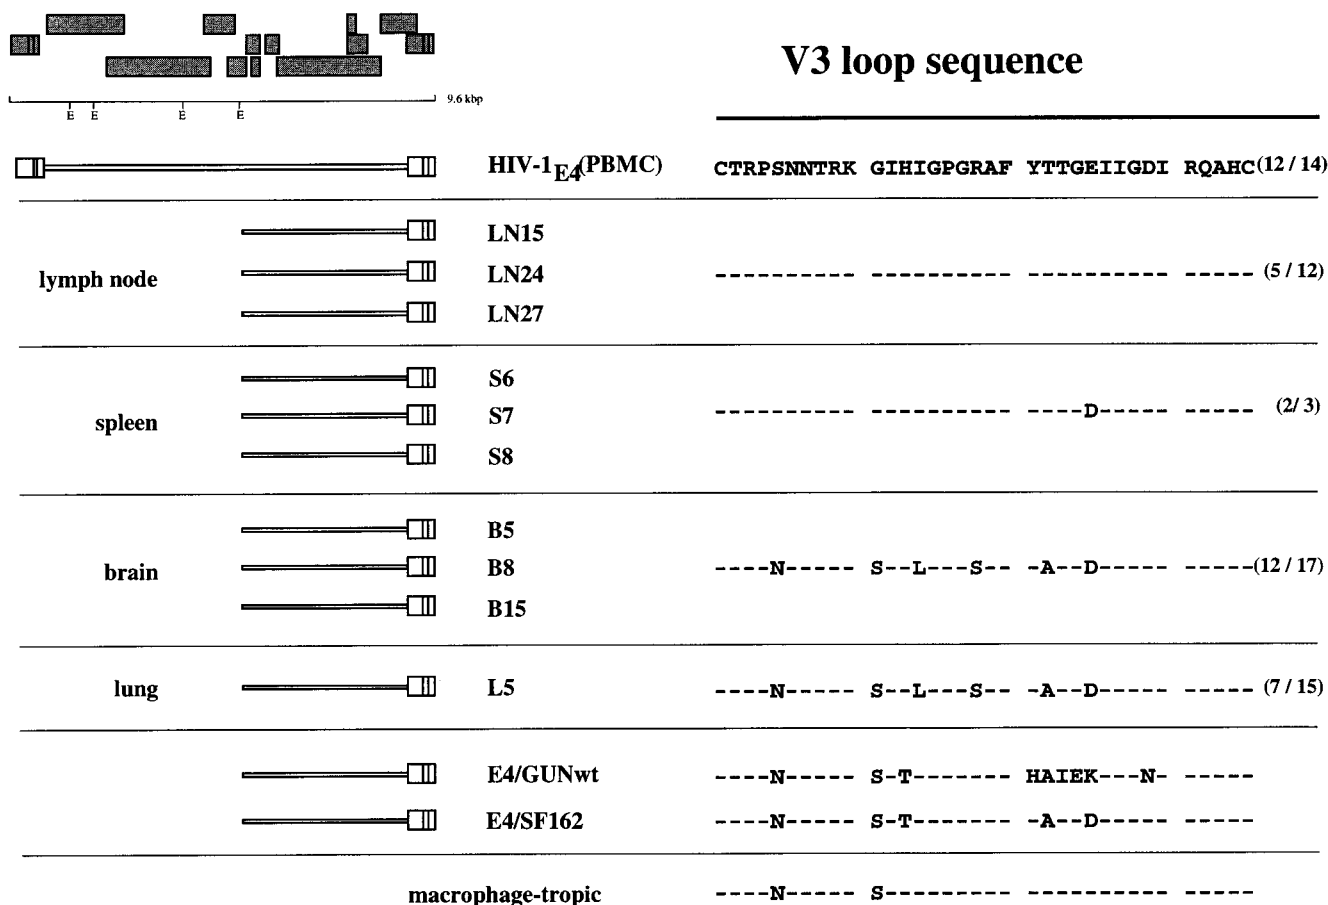 V3 loop sequence
9.6 kbp
E E E E
HIV-1E4(PBMC) CTRPSNNTRK GIHIGPGRAF YTTGEIIGDI RQAHC(12 / 14)
LN15
lymph node LN24 ---------- ---------- ---------- ----- (5 / 12)
LN27
S6
spleen S7 ---------- ---------- ----D----- ----- (2/ 3)
S8
B5
brain B8 ----N----- S--L---S-- -A--D----- -----(12 / 17)
B15
lung L5 ----N----- S--L---S-- -A--D----- ----- (7 / 15)
E4/GUNwt ----N----- S-T------- HAIEK---N- -----
E4/SF162 ----N----- S-T------- -A--D----- -----
macrophage-tropic ----N----- S--------- ---------- -----